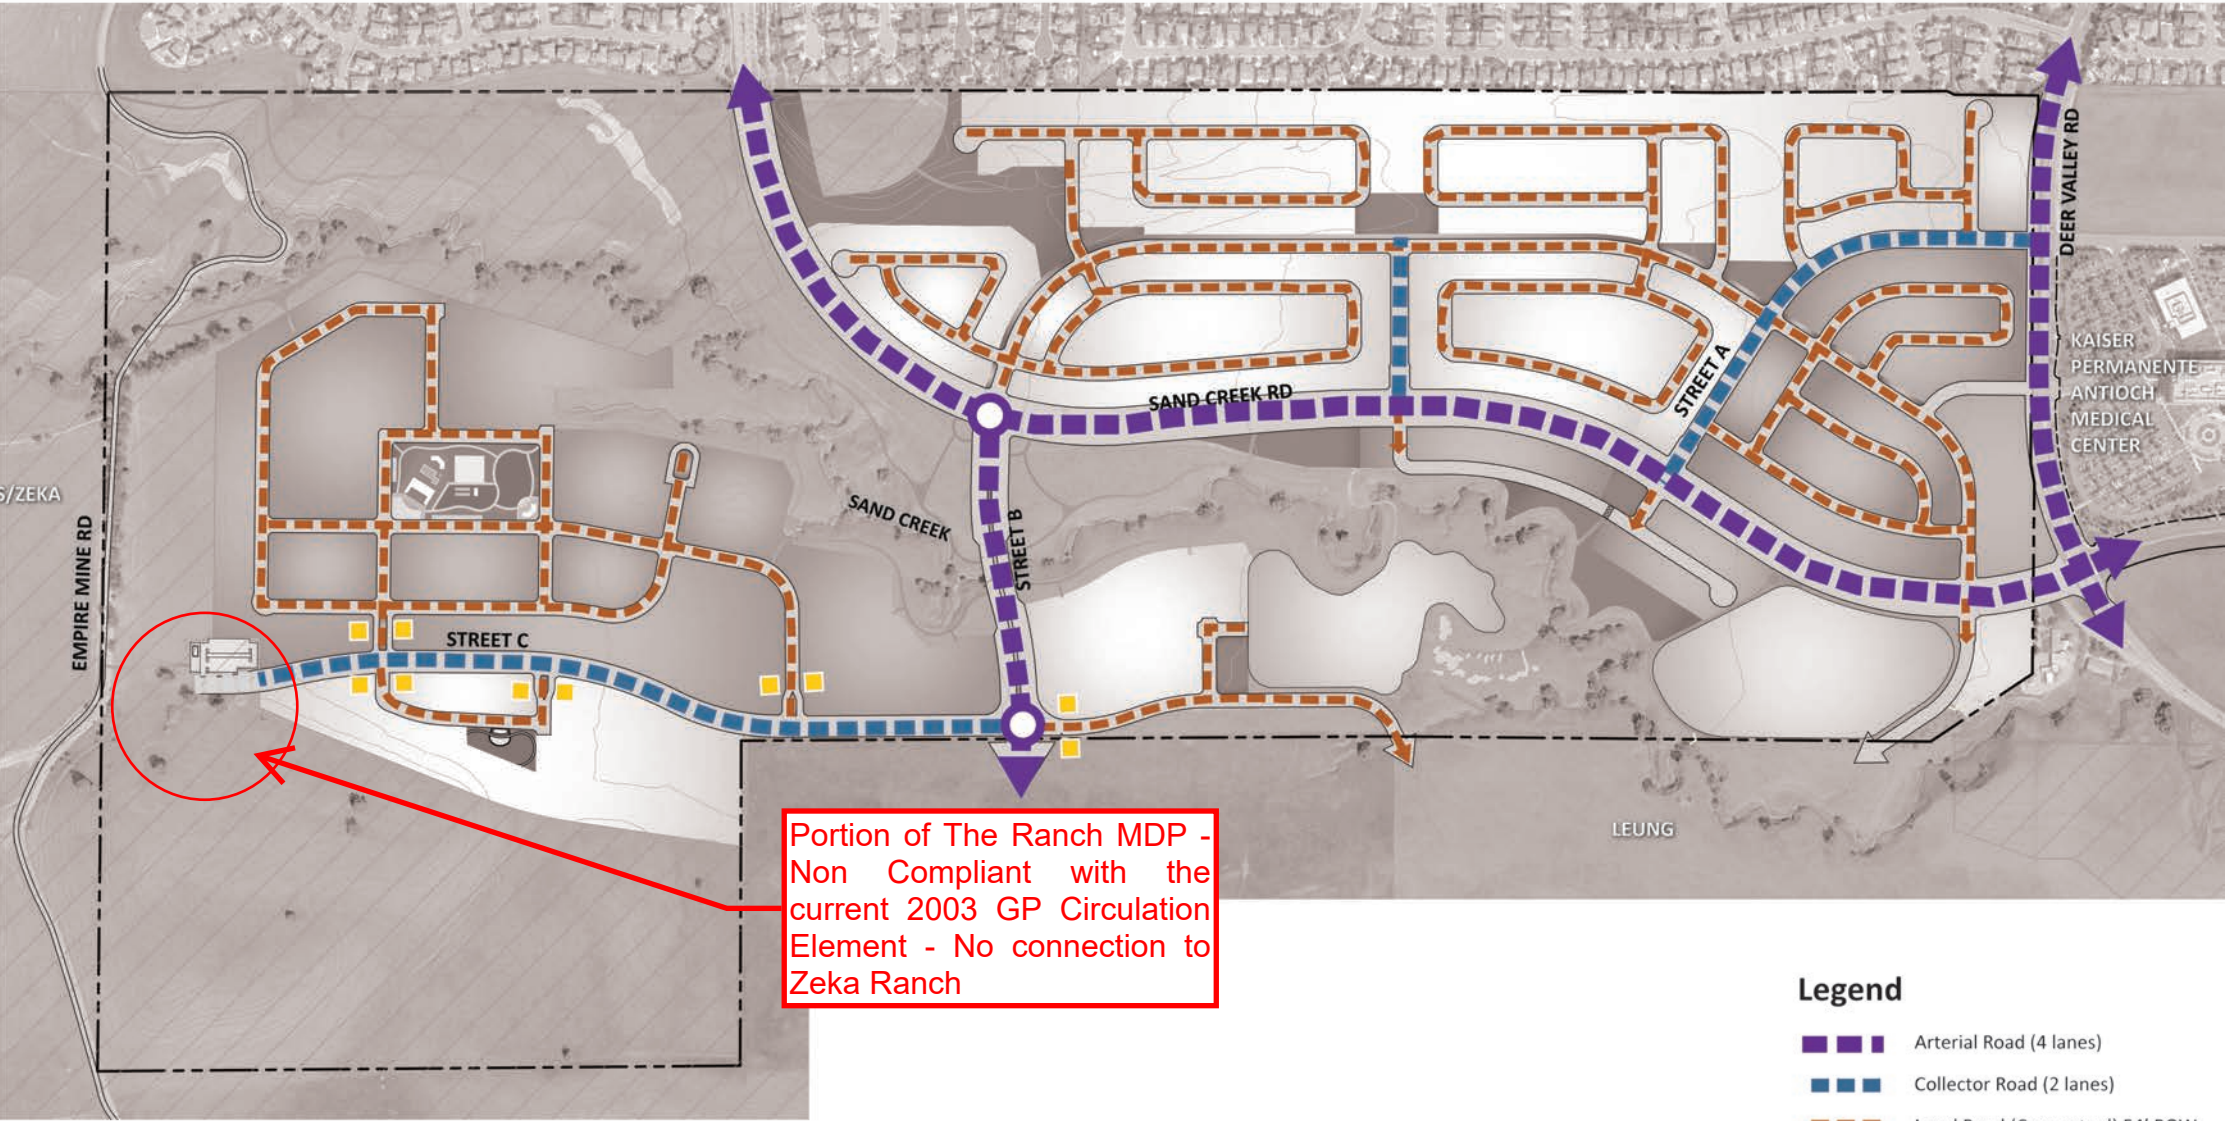 DEER VALLEY RD
KAISER
PERMANENTE
ANTIOCH
MEDICAL
CENTER
SAND CREEK RD
STREET A
S/ZEKA
SAND CREEK
STREET B
EMPIRE MINE RD
STREET C
Portion of The Ranch MDP -
Non Compliant with the
current 2003 GP Circulation
Element - No connection to
Zeka Ranch
LEUNG
Legend
Arterial Road (4 lanes)
Collector Road (2 lanes)